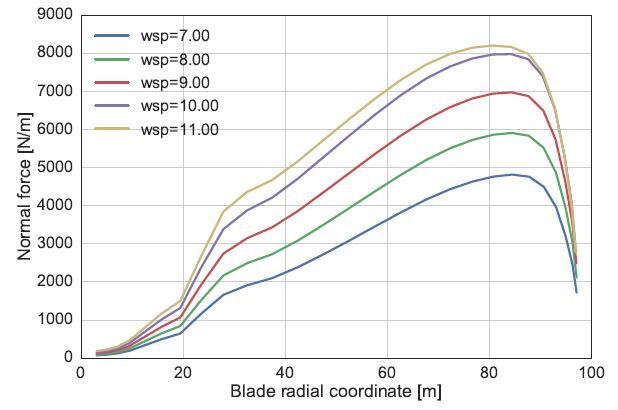 9000
8000
7000
6000
5000
4000
3000
2000
1000
0
Normal force [N/m]
wsp=7.00
wsp=8.00
wsp=9.00
wsp=10.00
wsp=11.00
0 20 40 60 80 100
Blade radial coordinate [m]